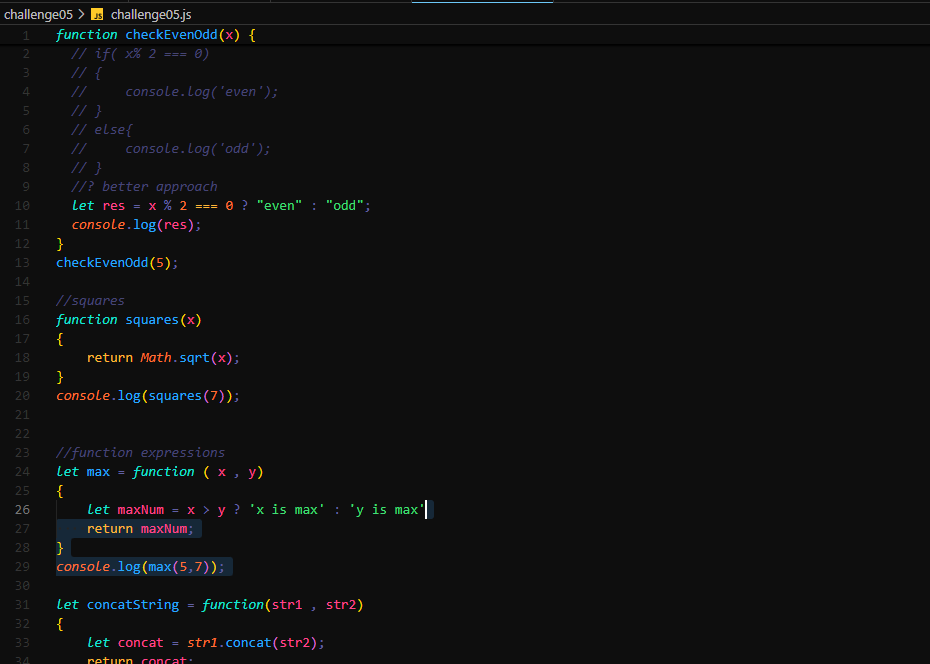 challenge05 > JS challenge05.js
1 function checkEvenOdd(x) {
2 // if( x% 2 === 0)
3 // {
4 //     console.log('even');
5 // }
6 // else{
7 //     console.log('odd');
8 // }
9 //? better approach
10 let res = x % 2 === 0 ? "even" : "odd";
11 console.log(res);
12 }
13 checkEvenOdd(5);
14
15 //squares
16 function squares(x)
17 {
18 return Math.sqrt(x);
19 }
20 console.log(squares(7));
21
22
23 //function expressions
24 let max = function ( x , y)
25 {
26 let maxNum = x > y ? 'x is max' : 'y is max'
27 return maxNum;
28 }
29 console.log(max(5,7));
30
31 let concatString = function(str1 , str2)
32 {
33 let concat = str1.concat(str2);
34 return concat;